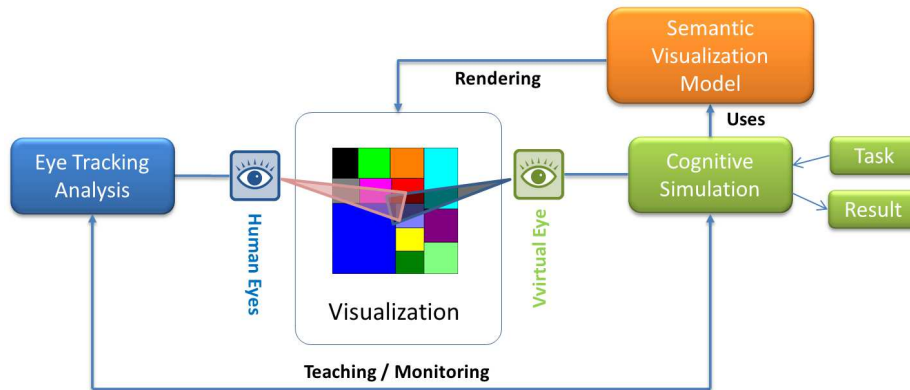 Semantic
Visualization
Model
Rendering
Uses
Eye Tracking
Analysis
Human Eyes
Vvirtual Eye
Cognitive
Simulation
Task
Result
Visualization
Teaching / Monitoring